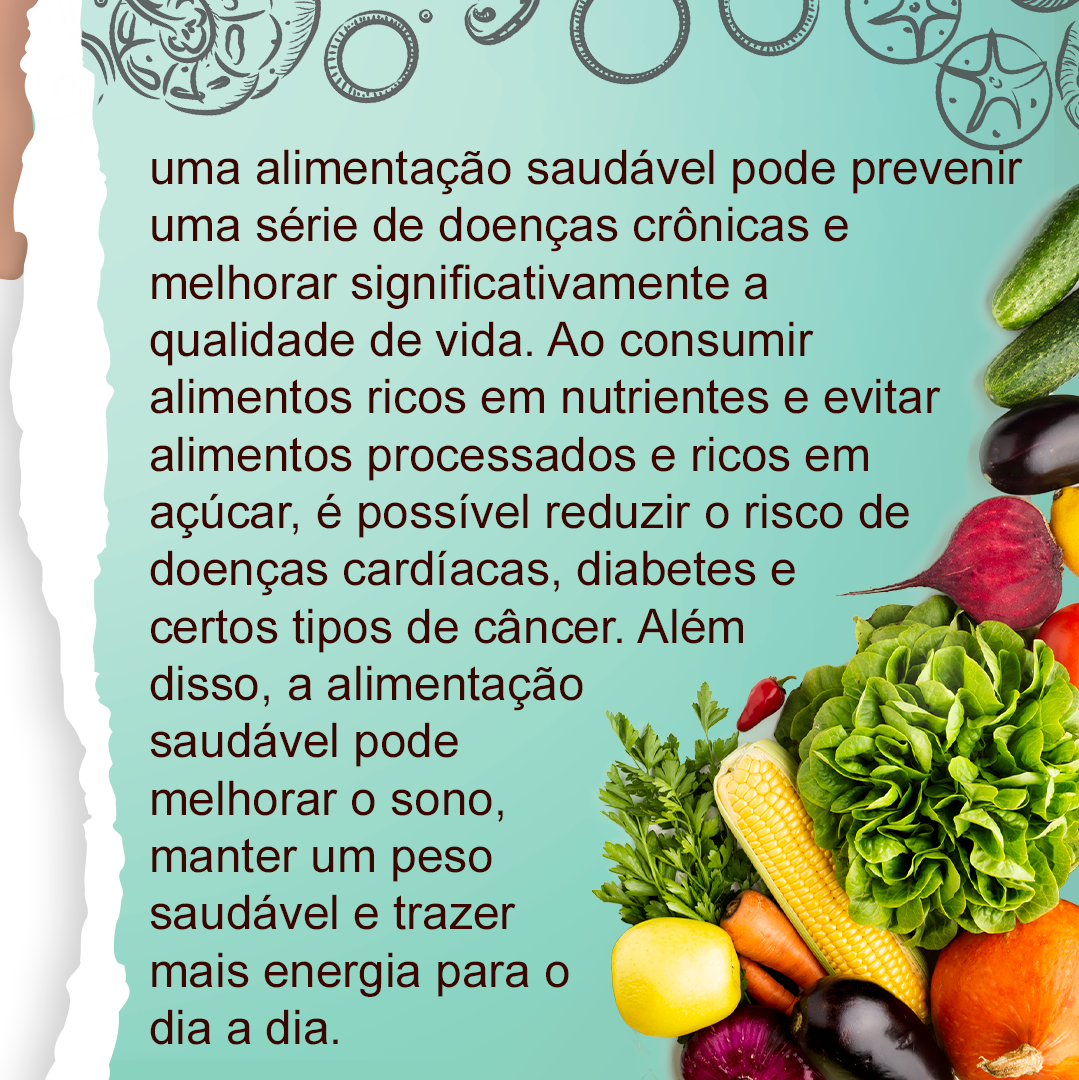 uma alimentação saudável pode prevenir
uma série de doenças crônicas e
melhorar significativamente a
qualidade de vida. Ao consumir
alimentos ricos em nutrientes e evitar
alimentos processados e ricos em
açúcar, é possível reduzir o risco de
doenças cardíacas, diabetes e
certos tipos de câncer. Além
disso, a alimentação
saudável pode
melhorar o sono,
manter um peso
saudável e trazer
mais energia para o
dia a dia.